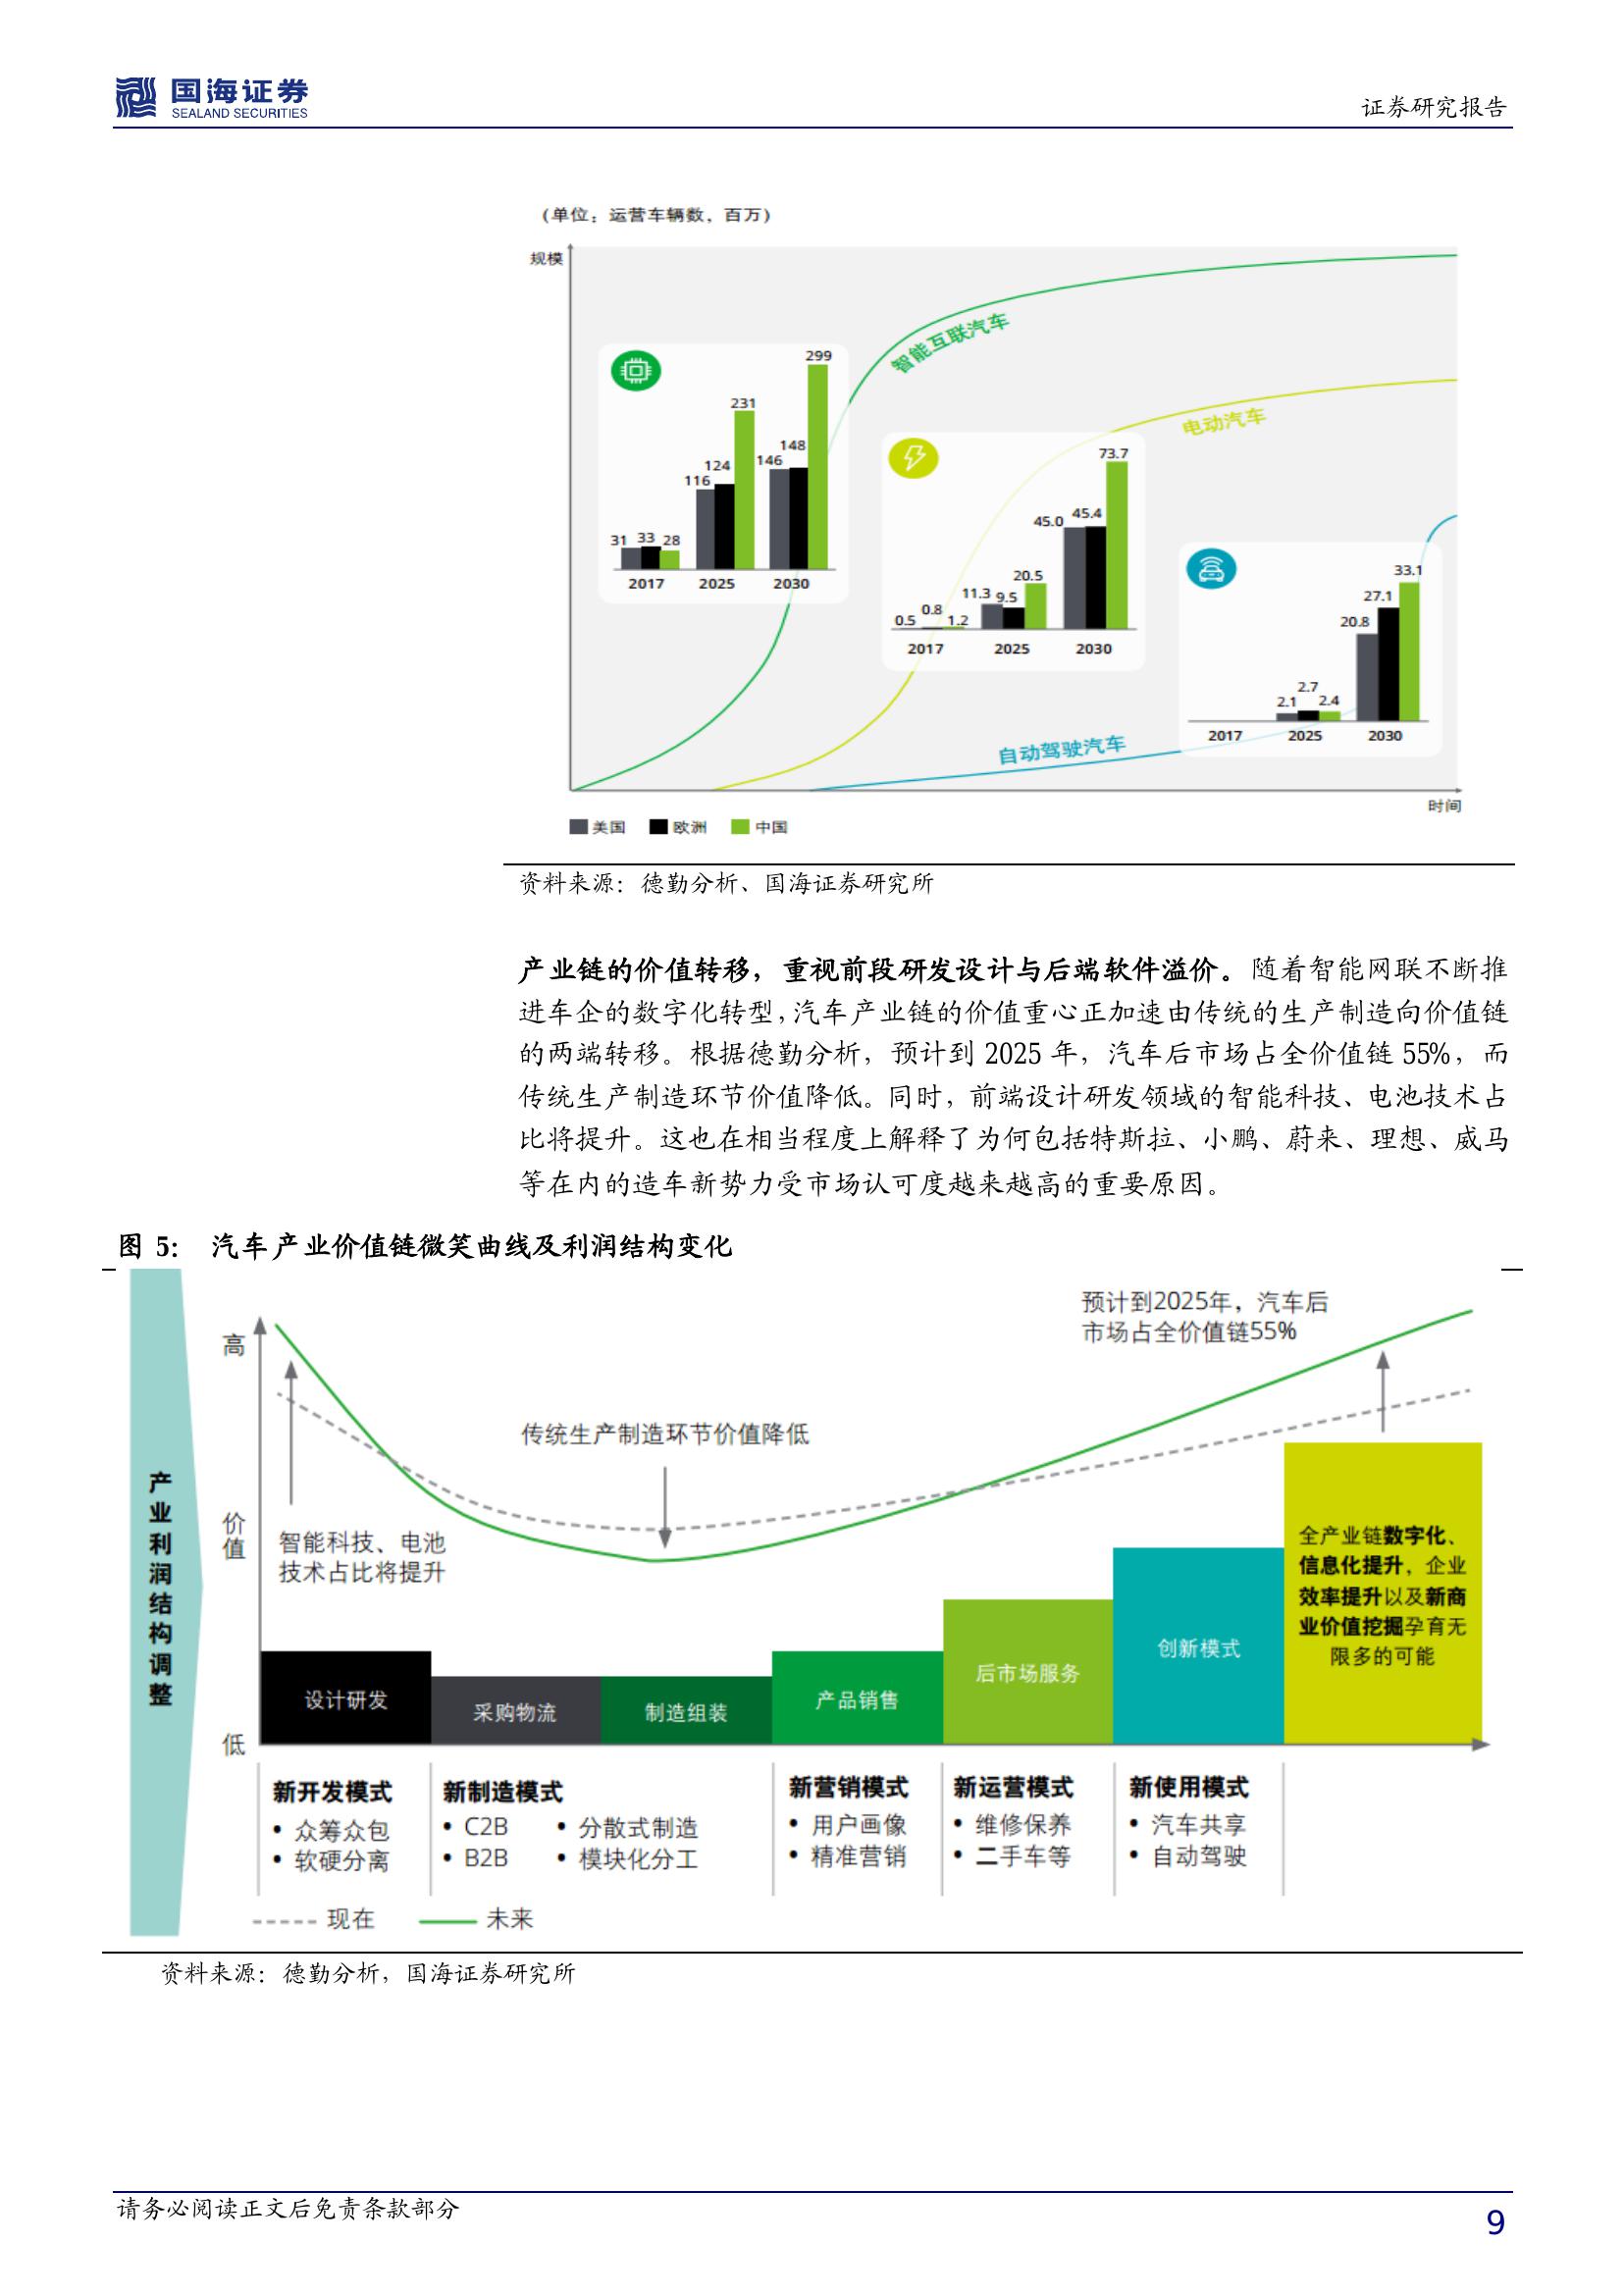 国海证券
SEALAND SECURITIES
证券研究报告
(单位：运营车辆数，百万)
规模
智能互联汽车
299
231
148
146
124
116
31 33 28
2017 2025 2030
电动汽车
73.7
45.0 45.4
20.5
11.3 9.5
0.5 0.8 1.2
2017 2025 2030
自动驾驶汽车
33.1
27.1
20.8
2.1 2.7 2.4
2017 2025 2030
时间
美国 欧洲 中国
资料来源：德勤分析、国海证券研究所
产业链的价值转移，重视前段研发设计与后端软件溢价。随着智能网联不断推
进车企的数字化转型，汽车产业链的价值重心正加速由传统的生产制造向价值链
的两端转移。根据德勤分析，预计到 2025 年，汽车后市场占全价值链 55%，而
传统生产制造环节价值降低。同时，前端设计研发领域的智能科技、电池技术占
比将提升。这也在相当程度上解释了为何包括特斯拉、小鹏、蔚来、理想、威马
等在内的造车新势力受市场认可度越来越高的重要原因。
图 5： 汽车产业价值链微笑曲线及利润结构变化
产业利润结构调整
高
价值
低
预计到2025年，汽车后
市场占全价值链55%
传统生产制造环节价值降低
智能科技、电池
技术占比将提升
设计研发
采购物流
制造组装
产品销售
后市场服务
创新模式
全产业链数字化、
信息化提升，企业
效率提升以及新商
业价值挖掘孕育无
限多的可能
新开发模式
• 众筹众包
• 软硬分离
新制造模式
• C2B • 分散式制造
• B2B • 模块化分工
新营销模式
• 用户画像
• 精准营销
新运营模式
• 维修保养
• 二手车等
新使用模式
• 汽车共享
• 自动驾驶
现在 未来
资料来源：德勤分析，国海证券研究所
请务必阅读正文后免责条款部分
9